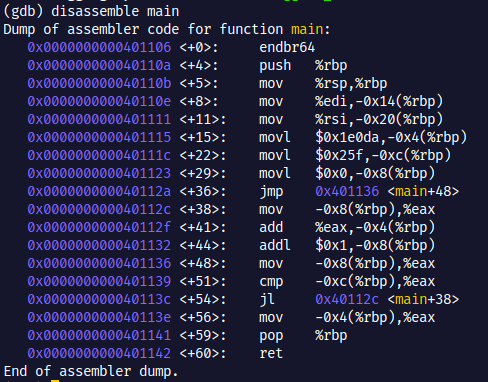 (gdb) disassemble main
Dump of assembler code for function main:
   0x0000000000401106 <+0>:     endbr64
   0x000000000040110a <+4>:     push   %rbp
   0x000000000040110b <+5>:     mov    %rsp,%rbp
   0x000000000040110e <+8>:     mov    %edi,-0x14(%rbp)
   0x0000000000401111 <+11>:    mov    %rsi,-0x20(%rbp)
   0x0000000000401115 <+15>:    movl   $0x1e0da,-0x4(%rbp)
   0x000000000040111c <+22>:    movl   $0x25f,-0xc(%rbp)
   0x0000000000401123 <+29>:    movl   $0x0,-0x8(%rbp)
   0x000000000040112a <+36>:    jmp    0x401136 <main+48>
   0x000000000040112c <+38>:    mov    -0x8(%rbp),%eax
   0x000000000040112f <+41>:    add    %eax,-0x4(%rbp)
   0x0000000000401132 <+44>:    addl   $0x1,-0x8(%rbp)
   0x0000000000401136 <+48>:    mov    -0x8(%rbp),%eax
   0x0000000000401139 <+51>:    cmp    -0xc(%rbp),%eax
   0x000000000040113c <+54>:    jl     0x40112c <main+38>
   0x000000000040113e <+56>:    mov    -0x4(%rbp),%eax
   0x0000000000401141 <+59>:    pop    %rbp
   0x0000000000401142 <+60>:    ret
End of assembler dump.